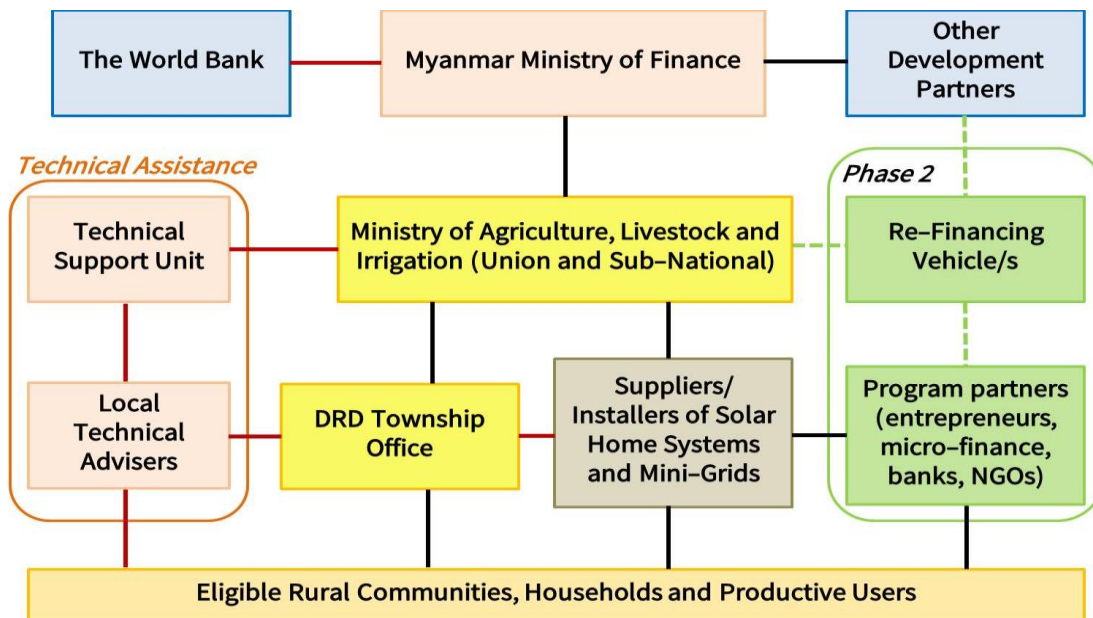 The World Bank
Myanmar Ministry of Finance
Other
Development
Partners
Technical Assistance
Phase 2
Technical
Support Unit
Ministry of Agriculture, Livestock and
Irrigation (Union and Sub-National)
Re-Financing
Vehicle/s
Local
Technical
Advisers
DRD Township
Office
Suppliers/
Installers of Solar
Home Systems
and Mini-Grids
Program partners
(entrepreneurs,
micro-finance,
banks, NGOs)
Eligible Rural Communities, Households and Productive Users